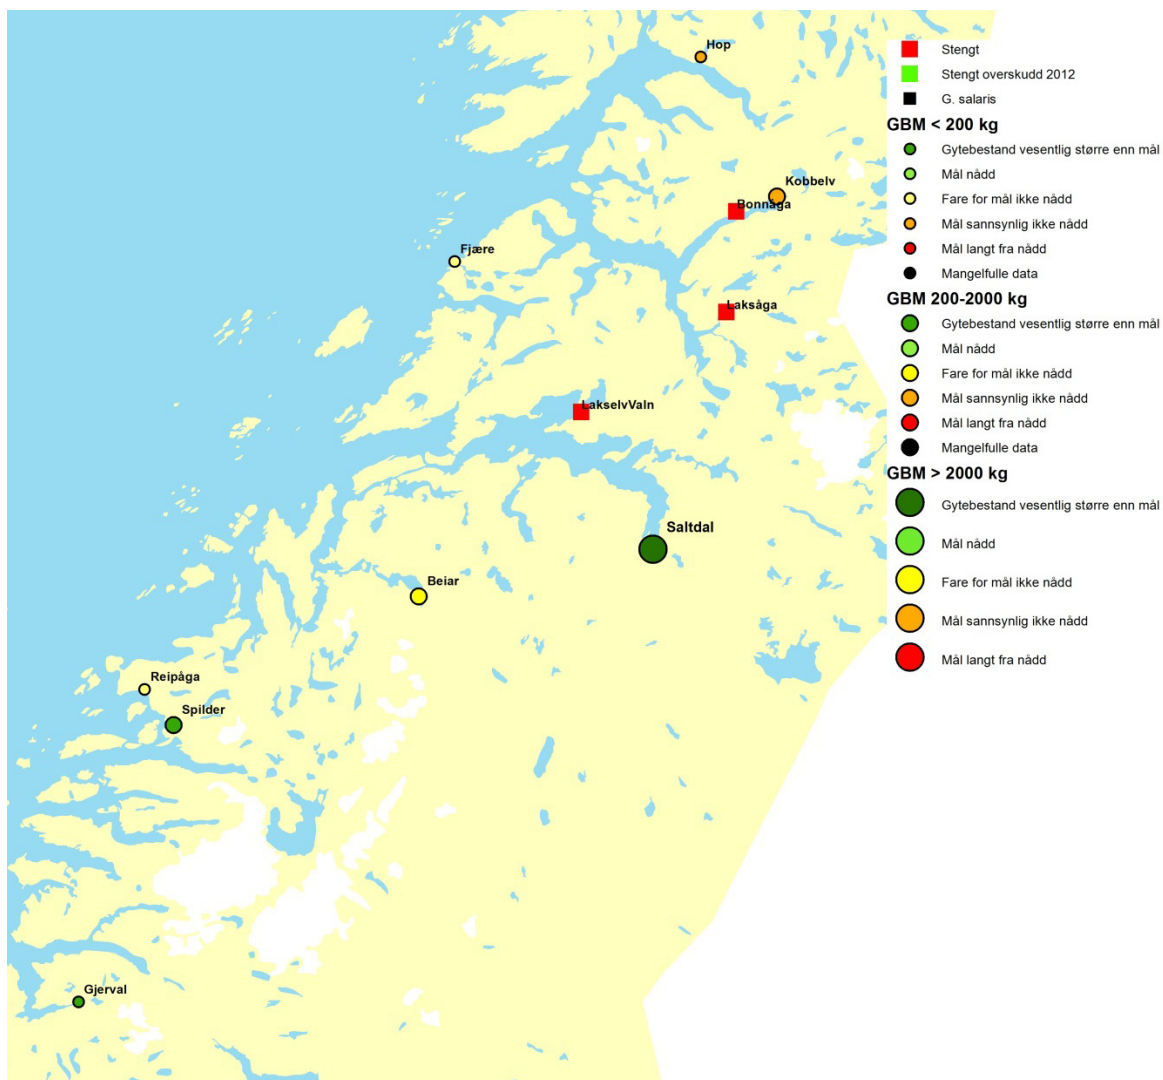 Hop
Kobbelv
Bonnåga
Fjære
Laksåga
LakselvValn
Saltdal
Beiar
Reipåga
Spilder
Gjerval
Stengt
Stengt overskudd 2012
G. salaris
GBM < 200 kg
Gytebestand vesentlig større enn mål
Mål nådd
Fare for mål ikke nådd
Mål sannsynlig ikke nådd
Mål langt fra nådd
Mangelfulle data
GBM 200-2000 kg
Gytebestand vesentlig større enn mål
Mål nådd
Fare for mål ikke nådd
Mål sannsynlig ikke nådd
Mål langt fra nådd
Mangelfulle data
GBM > 2000 kg
Gytebestand vesentlig større enn mål
Mål nådd
Fare for mål ikke nådd
Mål sannsynlig ikke nådd
Mål langt fra nådd